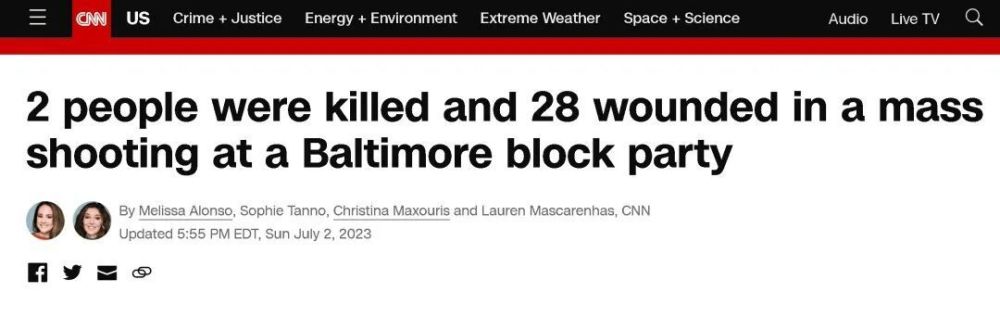 CNN US Crime + Justice Energy + Environment Extreme Weather Space + Science Audio Live TV
2 people were killed and 28 wounded in a mass
shooting at a Baltimore block party
By Melissa Alonso, Sophie Tanno, Christina Maxouris and Lauren Mascarenhas, CNN
Updated 5:55 PM EDT, Sun July 2, 2023